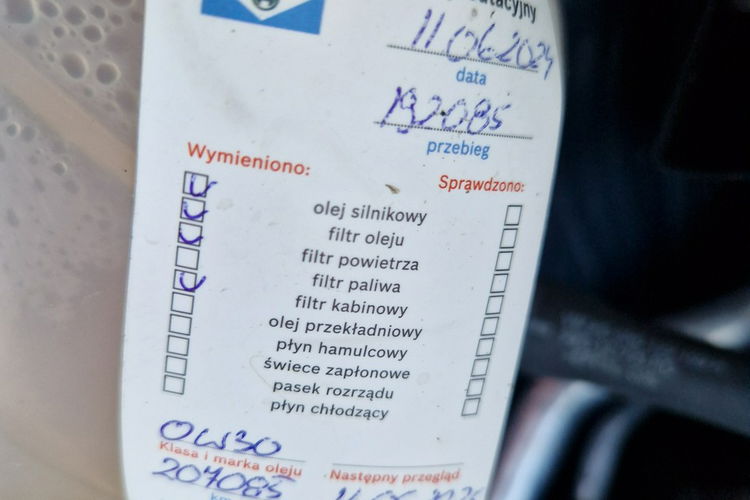 11.06.2024
data
192085
przebieg
Wymieniono:
Sprawdzono:
olej silnikowy
filtr oleju
filtr powietrza
filtr paliwa
filtr kabinowy
olej przekładniowy
płyn hamulcowy
świece zapłonowe
pasek rozrządu
płyn chłodzący
0W30
Klasa i marka oleju
207085
Następny przegląd